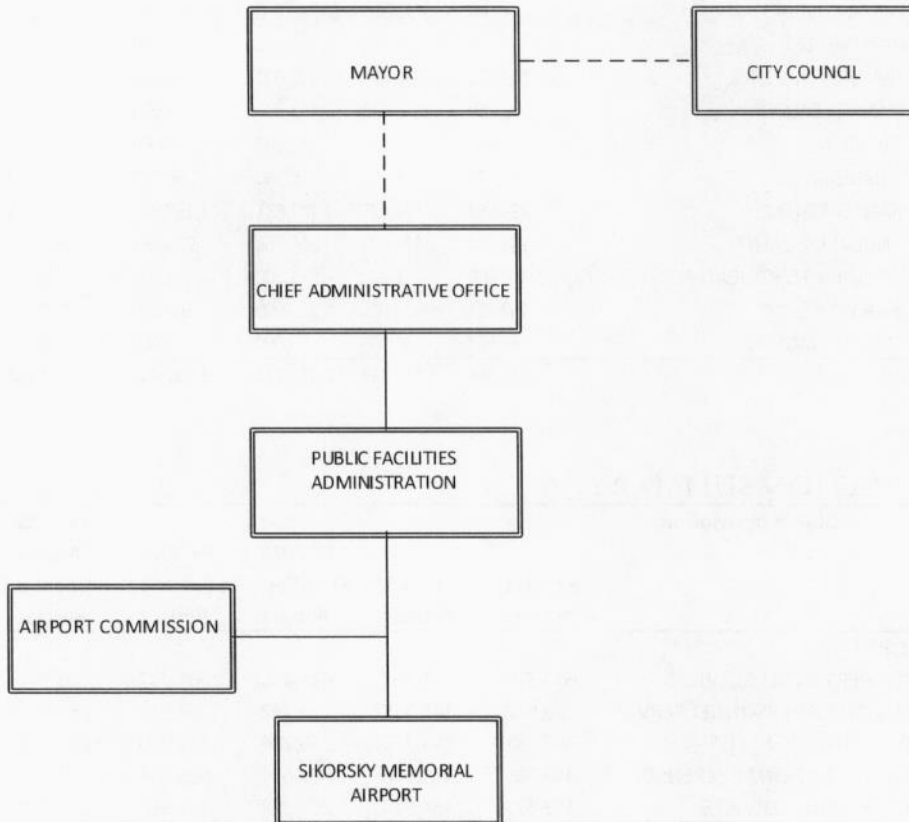 MAYOR
CITY COUNCIL
CHIEF ADMINISTRATIVE OFFICE
PUBLIC FACILITIES
ADMINISTRATION
AIRPORT COMMISSION
SIKORSKY MEMORIAL
AIRPORT